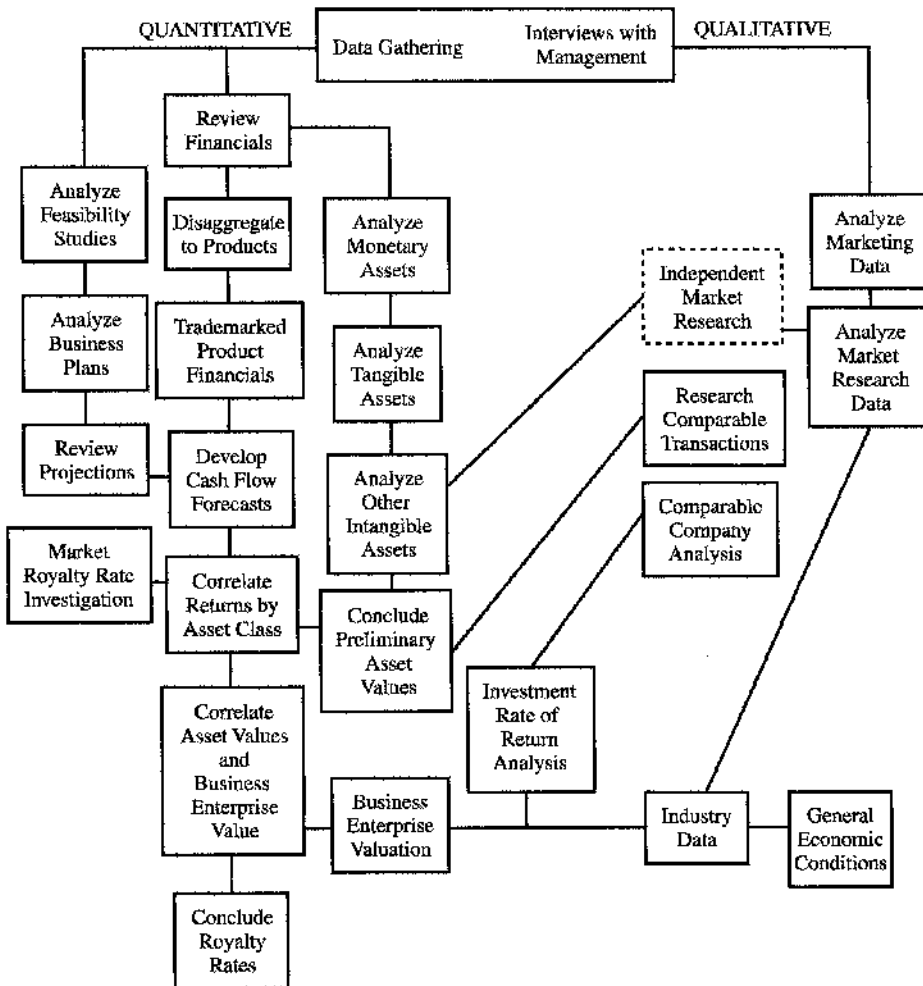 QUANTITATIVE
Data Gathering
Interviews with
Management
QUALITATIVE
Review
Financials
Analyze
Feasibility
Studies
Disaggregate
to Products
Analyze
Monetary
Assets
Analyze
Marketing
Data
Independent
Market
Research
Analyze
Business
Plans
Trademarked
Product
Financials
Analyze
Tangible
Assets
Analyze
Market
Research
Data
Research
Comparable
Transactions
Review
Projections
Develop
Cash Flow
Forecasts
Analyze
Other
Intangible
Assets
Comparable
Company
Analysis
Market
Royalty Rate
Investigation
Correlate
Returns by
Asset Class
Conclude
Preliminary
Asset
Values
Investment
Rate of
Return
Analysis
Correlate
Asset Values
and
Business
Enterprise
Value
Business
Enterprise
Valuation
Industry
Data
General
Economic
Conditions
Conclude
Royalty
Rates